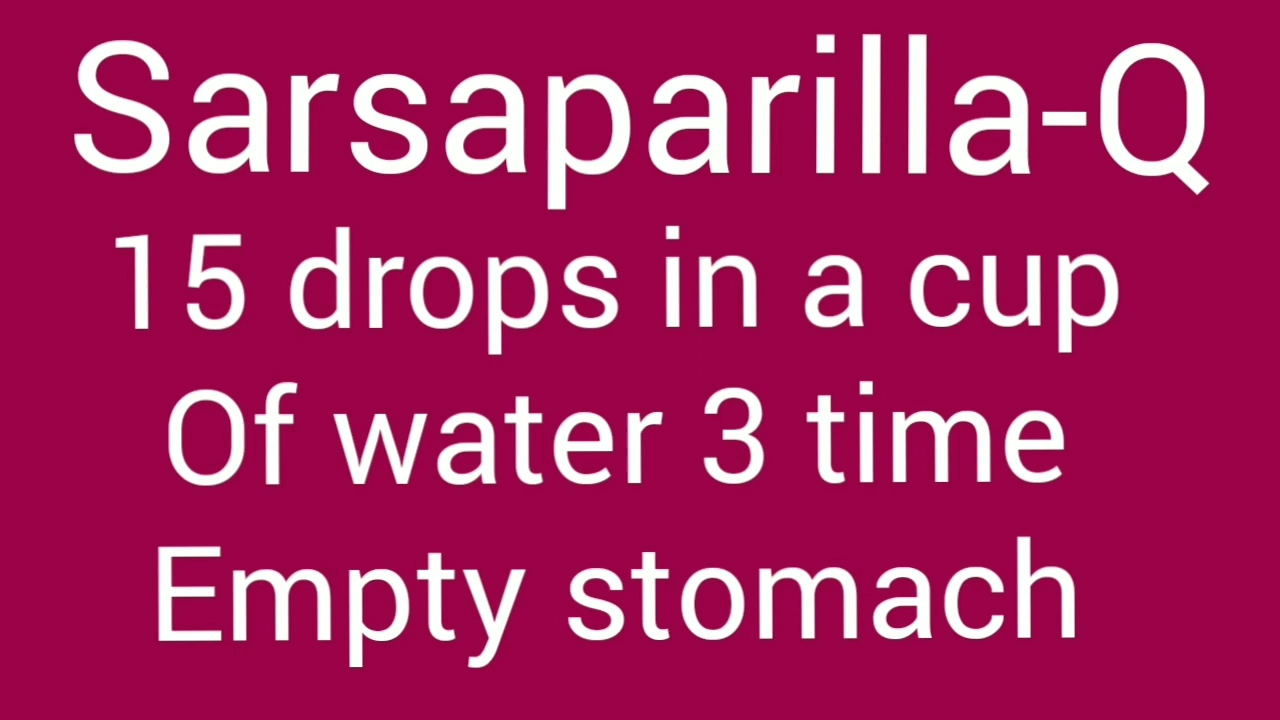 Sarsaparilla-Q
15 drops in a cup
Of water 3 time
Empty stomach